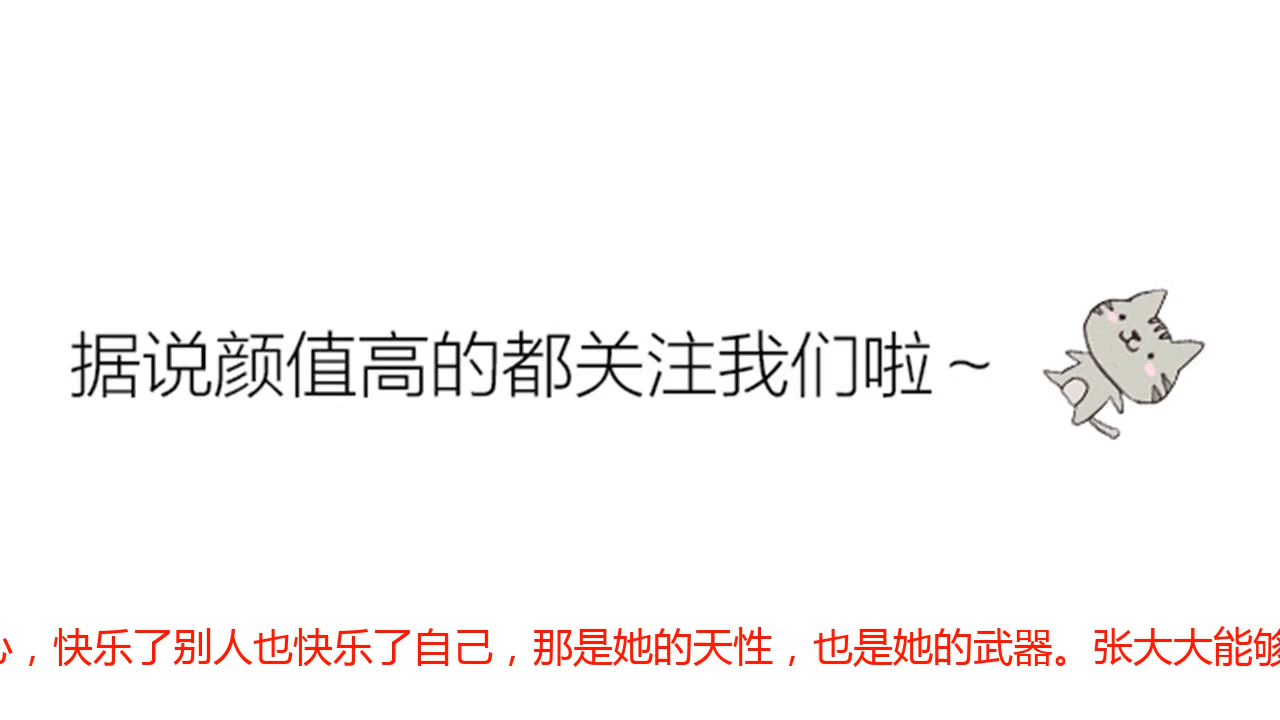 据说颜值高的都关注我们啦~
心，快乐了别人也快乐了自己，那是她的天性，也是她的武器。张大大能够